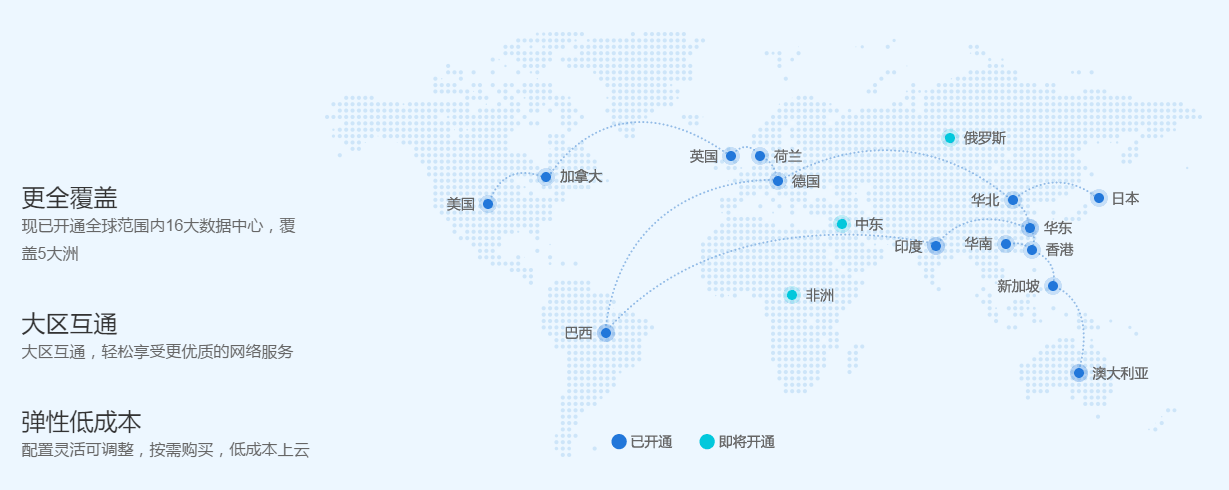 更全覆盖
现已开通全球范围内16大数据中心，覆
盖5大洲
大区互通
大区互通，轻松享受更优质的网络服务
弹性低成本
配置灵活可调整，按需购买，低成本上云
俄罗斯
英国
荷兰
加拿大
德国
美国
华北
日本
中东
华东
印度
华南
香港
新加坡
非洲
巴西
澳大利亚
已开通
即将开通